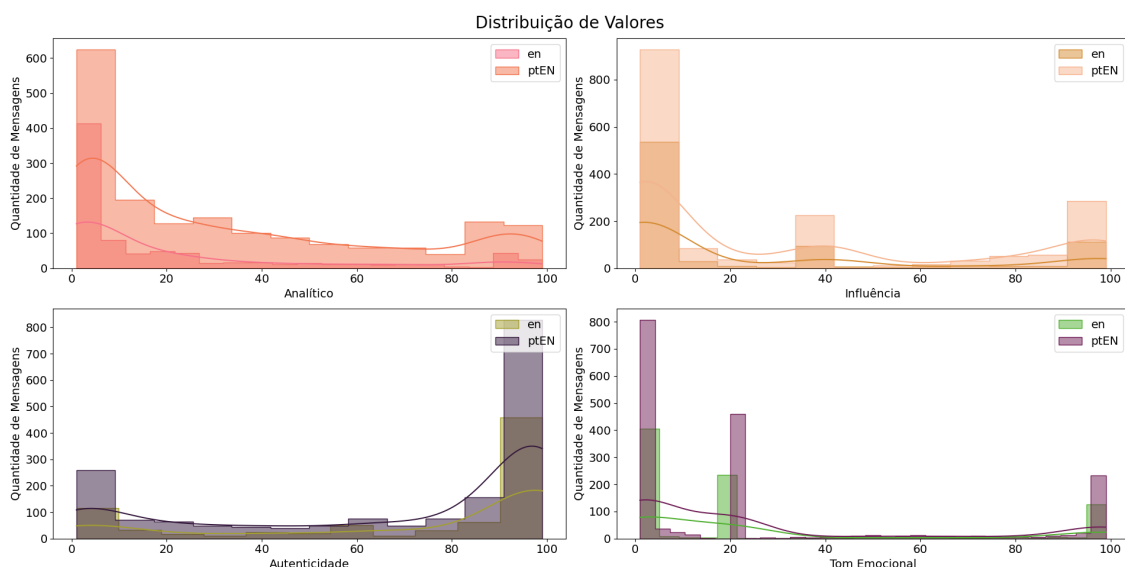 Distribuição de Valores
Quantidade de Mensagens
600
500
400
300
200
100
0
0 20 40 60 80 100
Analítico
en
ptEN
Quantidade de Mensagens
800
600
400
200
0
0 20 40 60 80 100
Influência
en
ptEN
Quantidade de Mensagens
800
700
600
500
400
300
200
100
0
0 20 40 60 80 100
Autenticidade
en
ptEN
Quantidade de Mensagens
800
700
600
500
400
300
200
100
0
0 20 40 60 80 100
Tom Emocional
en
ptEN